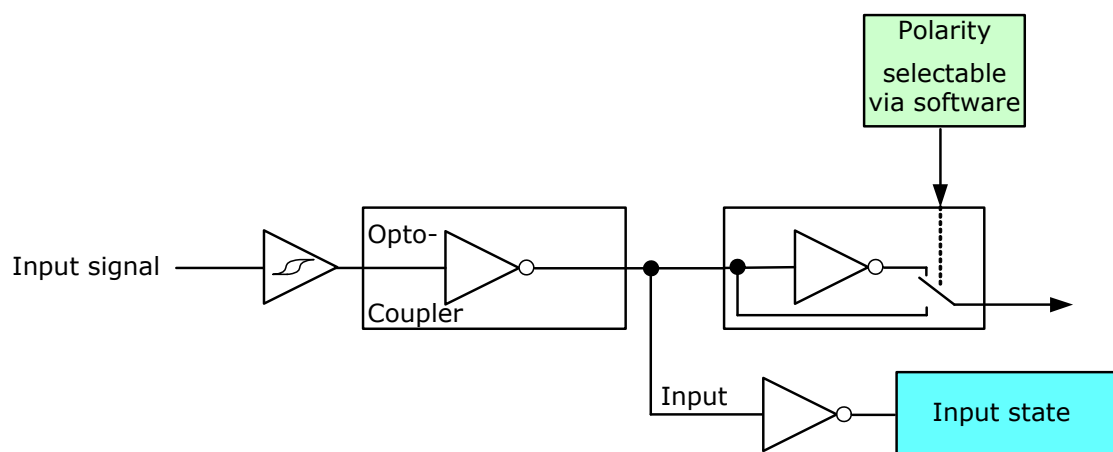 Polarity
selectable
via software
Input signal
Opto-
Coupler
Input
Input state